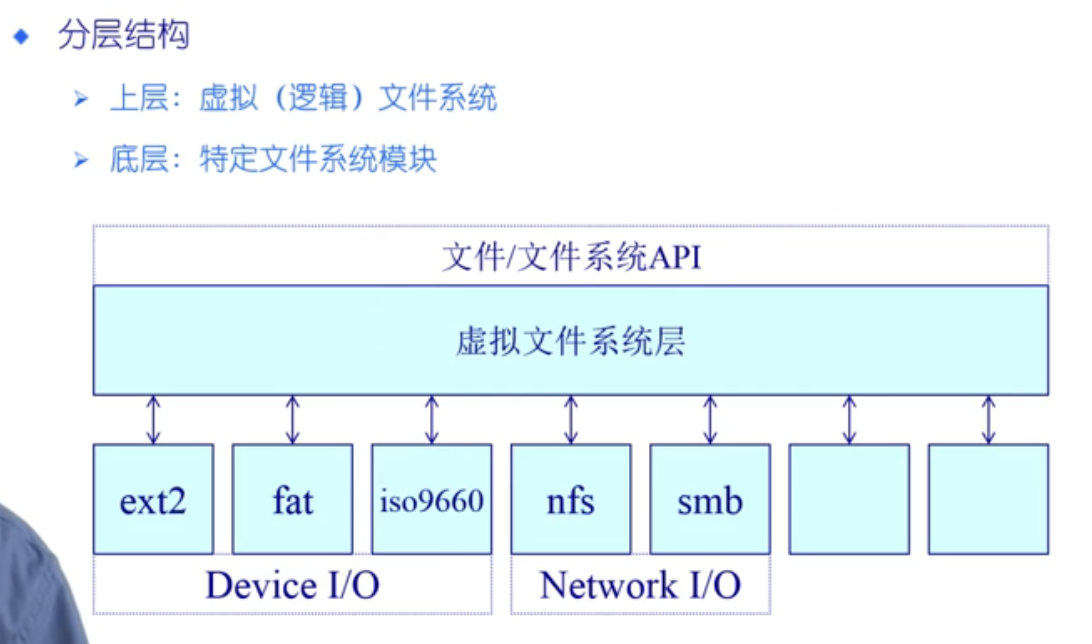 分层结构
上层：虚拟（逻辑）文件系统
底层：特定文件系统模块
文件/文件系统API
虚拟文件系统层
ext2 fat iso9660 nfs smb
Device I/O Network I/O